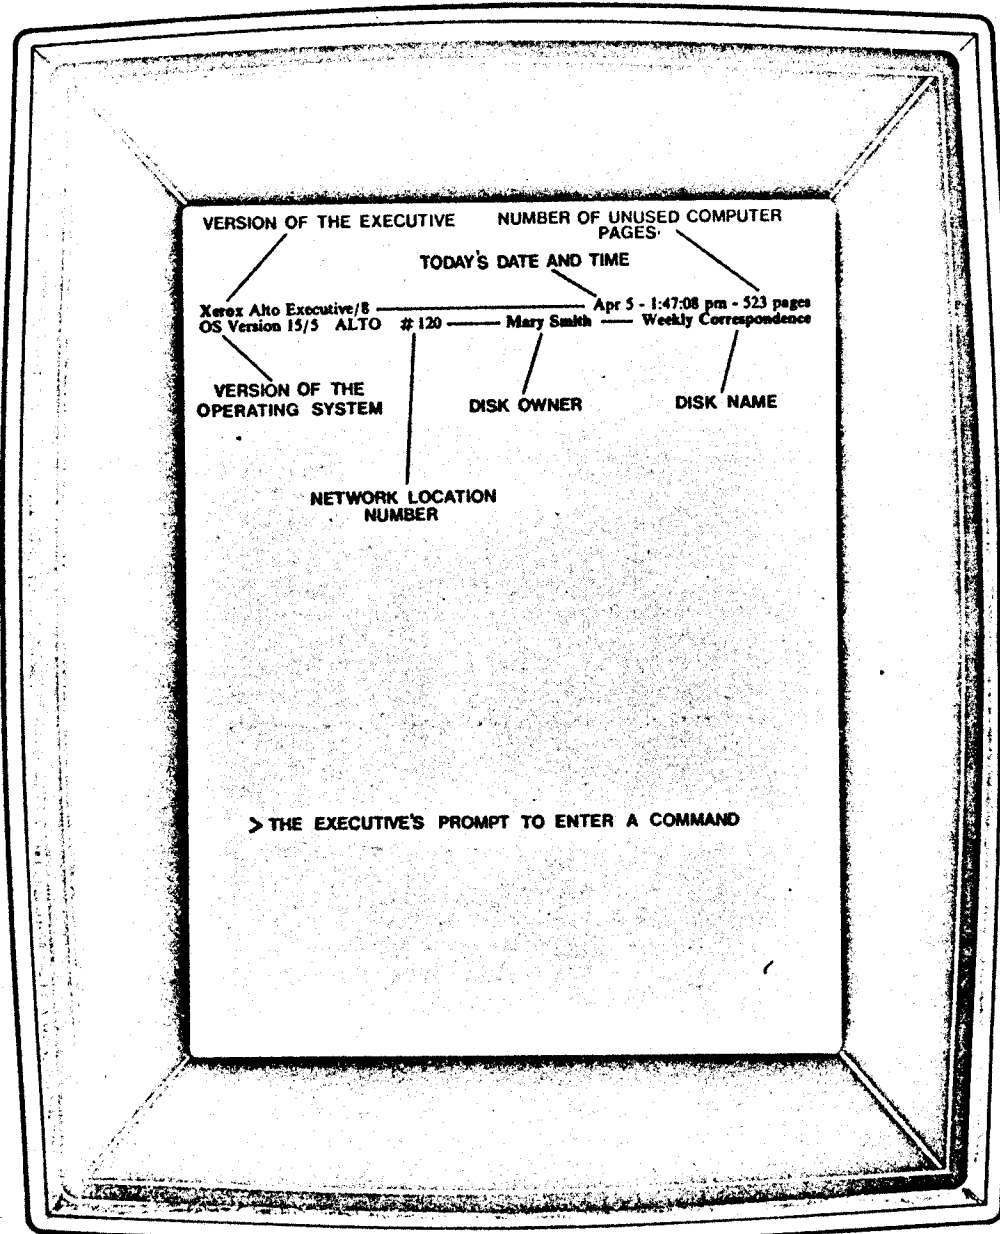 VERSION OF THE EXECUTIVE
NUMBER OF UNUSED COMPUTER
PAGES
TODAY'S DATE AND TIME
Xerox Alto Executive/8 Apr 5 - 1:47:08 pm - 523 pages
OS Version 15/5 ALTO # 120 Mary Smith Weekly Correspondence
VERSION OF THE
OPERATING SYSTEM
DISK OWNER
DISK NAME
NETWORK LOCATION
NUMBER
> THE EXECUTIVE'S PROMPT TO ENTER A COMMAND